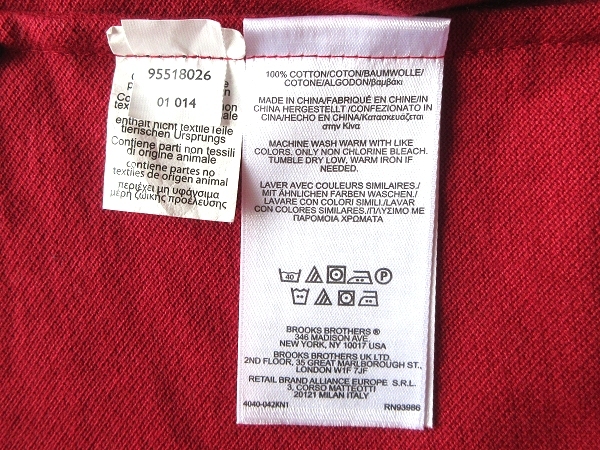 95518026
01 014
enthält nicht textile Teile
tierischen Ursprungs
Contiene parti non tessili
di origine animale
contiene partes no
textiles de origen animal
περιέχει μη υφάσιμα
μέρη ζωικής προέλευσης
100% COTTON/COTON/BAUMWOLLE/
COTONE/ALGODON/βαμβάκι
MADE IN CHINA/FABRIQUÉ EN CHINE/IN
CHINA HERGESTELLT /CONFEZIONATO IN
CINA/HECHO EN CHINA/Κατασκευάζεται
στην Κίνα
MACHINE WASH WARM WITH LIKE
COLORS. ONLY NON CHLORINE BLEACH.
TUMBLE DRY LOW, WARM IRON IF
NEEDED.
LAVER AVEC COULEURS SIMILAIRES./
MIT ÄHNLICHEN FARBEN WASCHEN./
LAVARE CON COLORI SIMILI./LAVAR
CON COLORES SIMILARES./ΠΛΥΣΙΜΟ ΜΕ
ΠΑΡΟΜΟΙΑ ΧΡΩΜΑΤΑ
40
BROOKS BROTHERS ®
346 MADISON AVE.
NEW YORK, NY 10017 USA
BROOKS BROTHERS UK LTD.
2ND FLOOR, 35 GREAT MARLBOROUGH ST.,
LONDON W1F 7JF
RETAIL BRAND ALLIANCE EUROPE S.R.L.
3, CORSO MATTEOTTI
20121 MILAN ITALY
4040-042KN1 RN93986